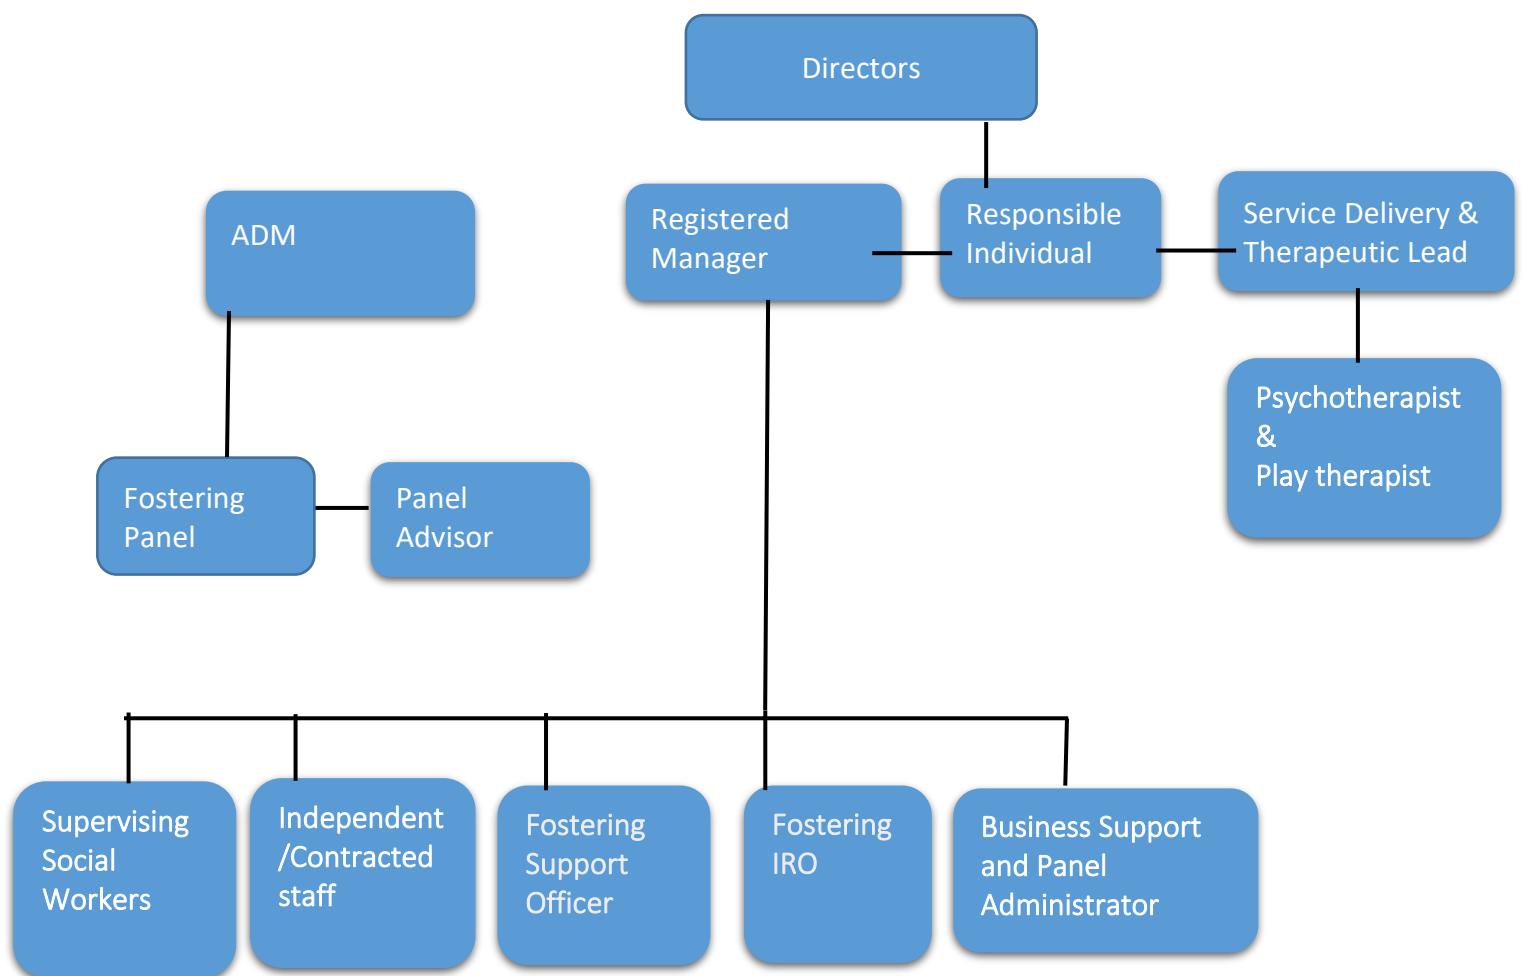 Directors
ADM
Registered
Manager
Responsible
Individual
Service Delivery &
Therapeutic Lead
Psychotherapist
&
Play therapist
Fostering
Panel
Panel
Advisor
Supervising
Social
Workers
Independent
/Contracted
staff
Fostering
Support
Officer
Fostering
IRO
Business Support
and Panel
Administrator